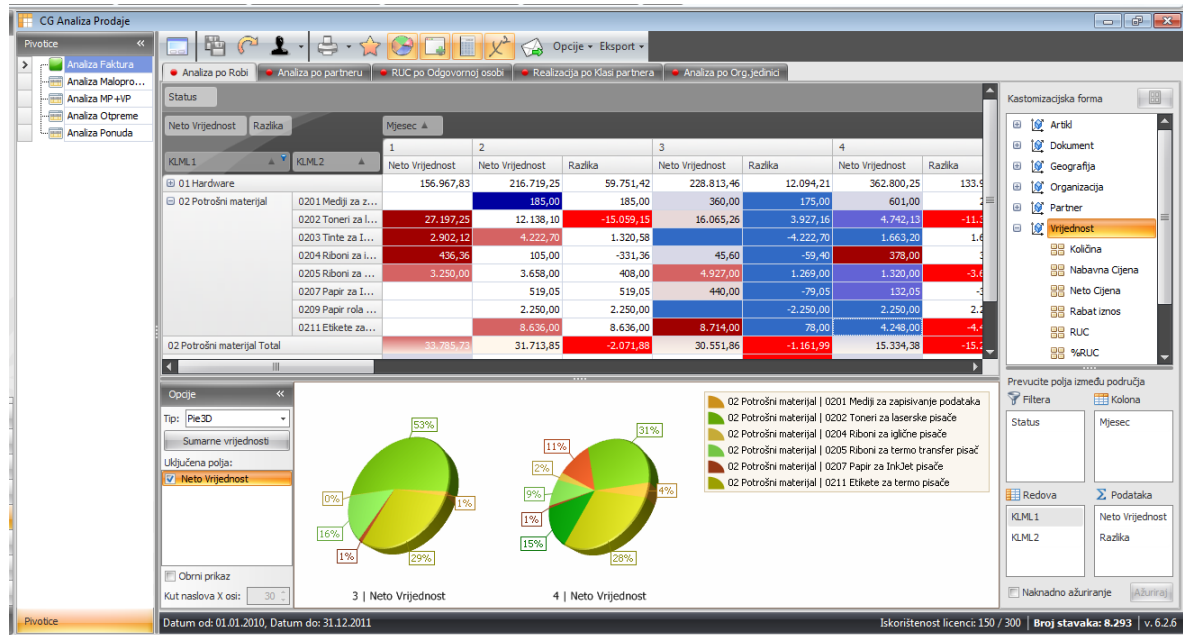 CG Analiza Prodaje
Pivotice «
Analiza Faktura
Analiza Malopro...
Analiza MP+VP
Analiza Otpreme
Analiza Ponuda
Pivotice
Opcije Eksport
Analiza po Robi Analiza po partneru RUC po Odgovornoj osobi Realizacija po Klasi partnera Analiza po Org.jedinici
Status
Neto Vrijednost Razlika Mjesec
1 2 3 4
KLML1 KLML2 Neto Vrijednost Neto Vrijednost Razlika Neto Vrijednost Razlika Neto Vrijednost Razlika
01 Hardware 156.967,83 216.719,25 59.751,42 228.813,46 12.094,21 362.800,25 133.9
02 Potrošni materijal 0201 Mediji za z... 185,00 185,00 360,00 175,00 601,00 2
0202 Toneri za l... 27.197,25 12.138,10 -15.059,15 16.065,26 3.927,16 4.742,13 -11.3
0203 Tinte za I... 2.902,12 4.222,70 1.320,58 -4.222,70 1.663,20 1.6
0204 Riboni za i... 436,36 105,00 -331,36 45,60 -59,40 378,00 3
0205 Riboni za ... 3.250,00 3.658,00 408,00 4.927,00 1.269,00 1.320,00 -3.6
0207 Papir za I... 519,05 519,05 440,00 -79,05 132,05 -3
0209 Papir rola ... 2.250,00 2.250,00 -2.250,00 2.250,00 2.2
0211 Etikete za... 8.636,00 8.636,00 8.714,00 78,00 4.248,00 -4.4
02 Potrošni materijal Total 33.785,73 31.713,85 -2.071,88 30.551,86 -1.161,99 15.334,38 -15.2
Kastomizacijska forma
Artikl
Dokument
Geografija
Organizacija
Partner
Vrijednost
Količina
Nabavna Cijena
Neto Cijena
Rabat iznos
RUC
%RUC
Prevucite polja između područja
Filtera Kolona
Status Mjesec
Redova Σ Podataka
KLML1 Neto Vrijednost
KLML2 Razlika
Naknadno ažuriranje Ažuriraj
Opcije «
Tip: Pie3D
Sumarne vrijednosti
Uključena polja:
Neto Vrijednost
Obrni prikaz
Kut naslova X osi: 30
53%
0%
1%
16%
1%
29%
3 | Neto Vrijednost
31%
11%
2%
4%
9%
1%
15%
28%
4 | Neto Vrijednost
02 Potrošni materijal | 0201 Mediji za zapisivanje podataka
02 Potrošni materijal | 0202 Toneri za laserske pisače
02 Potrošni materijal | 0204 Riboni za iglične pisače
02 Potrošni materijal | 0205 Riboni za termo transfer pisač
02 Potrošni materijal | 0207 Papir za InkJet pisače
02 Potrošni materijal | 0211 Etikete za termo pisače
Datum od: 01.01.2010, Datum do: 31.12.2011 Iskorištenost licenci: 150 / 300 Broj stavaka: 8.293 v. 6.2.6